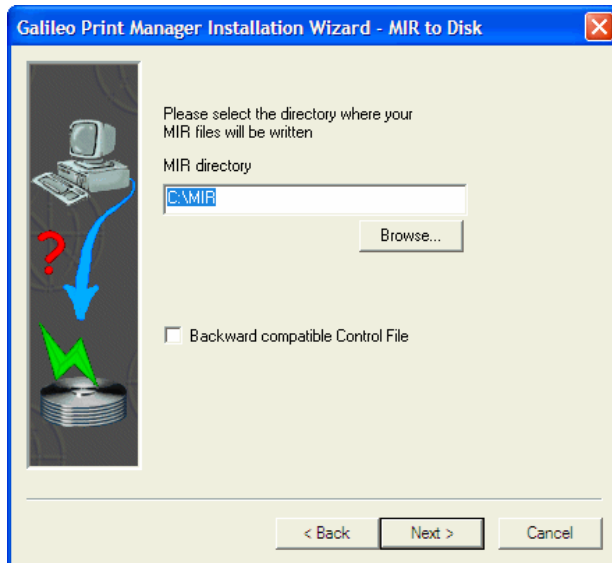 Galileo Print Manager Installation Wizard - MIR to Disk
Please select the directory where your
MIR files will be written
MIR directory
C:\MIR
Browse...
?
Backward compatible Control File
< Back
Next >
Cancel